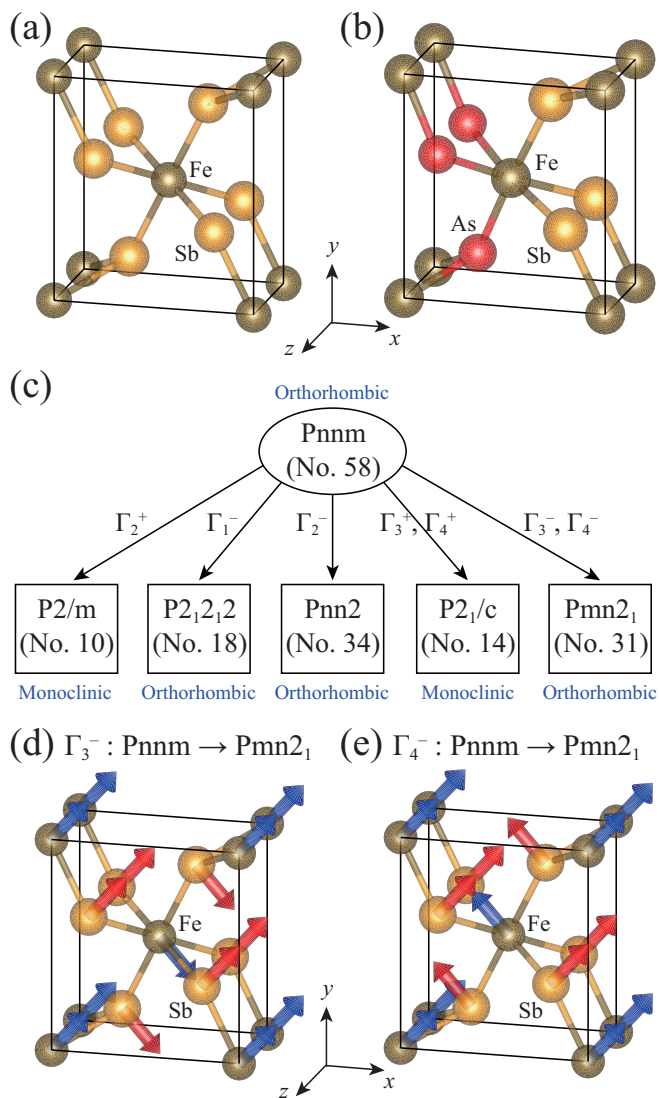 (a)
(b)
Fe
Sb
Fe
As
Sb
y
x
z
(c)
Orthorhombic
Pnnm
(No. 58)
Γ₂⁺
Γ₁⁻
Γ₂⁻
Γ₃⁺, Γ₄⁺
Γ₃⁻, Γ₄⁻
P2/m
(No. 10)
P2₁2₁2
(No. 18)
Pnn2
(No. 34)
P2₁/c
(No. 14)
Pmn2₁
(No. 31)
Monoclinic
Orthorhombic
Orthorhombic
Monoclinic
Orthorhombic
(d) Γ₃⁻ : Pnnm → Pmn2₁
(e) Γ₄⁻ : Pnnm → Pmn2₁
Fe
Sb
Fe
Sb
y
x
z